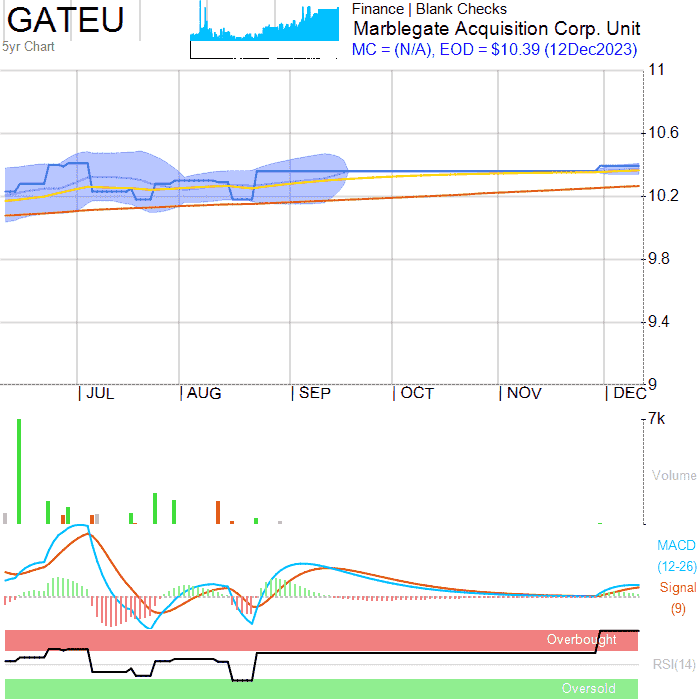 GATEU
5yr Chart
Finance | Blank Checks
Marblegate Acquisition Corp. Unit
MC = (N/A), EOD = $10.39 (12Dec2023)
11
10.6
10.2
9.8
9.4
9
| JUL | AUG | SEP | OCT | NOV | DEC
7k
Volume
MACD
(12-26)
Signal
(9)
Overbought
RSI(14)
Oversold